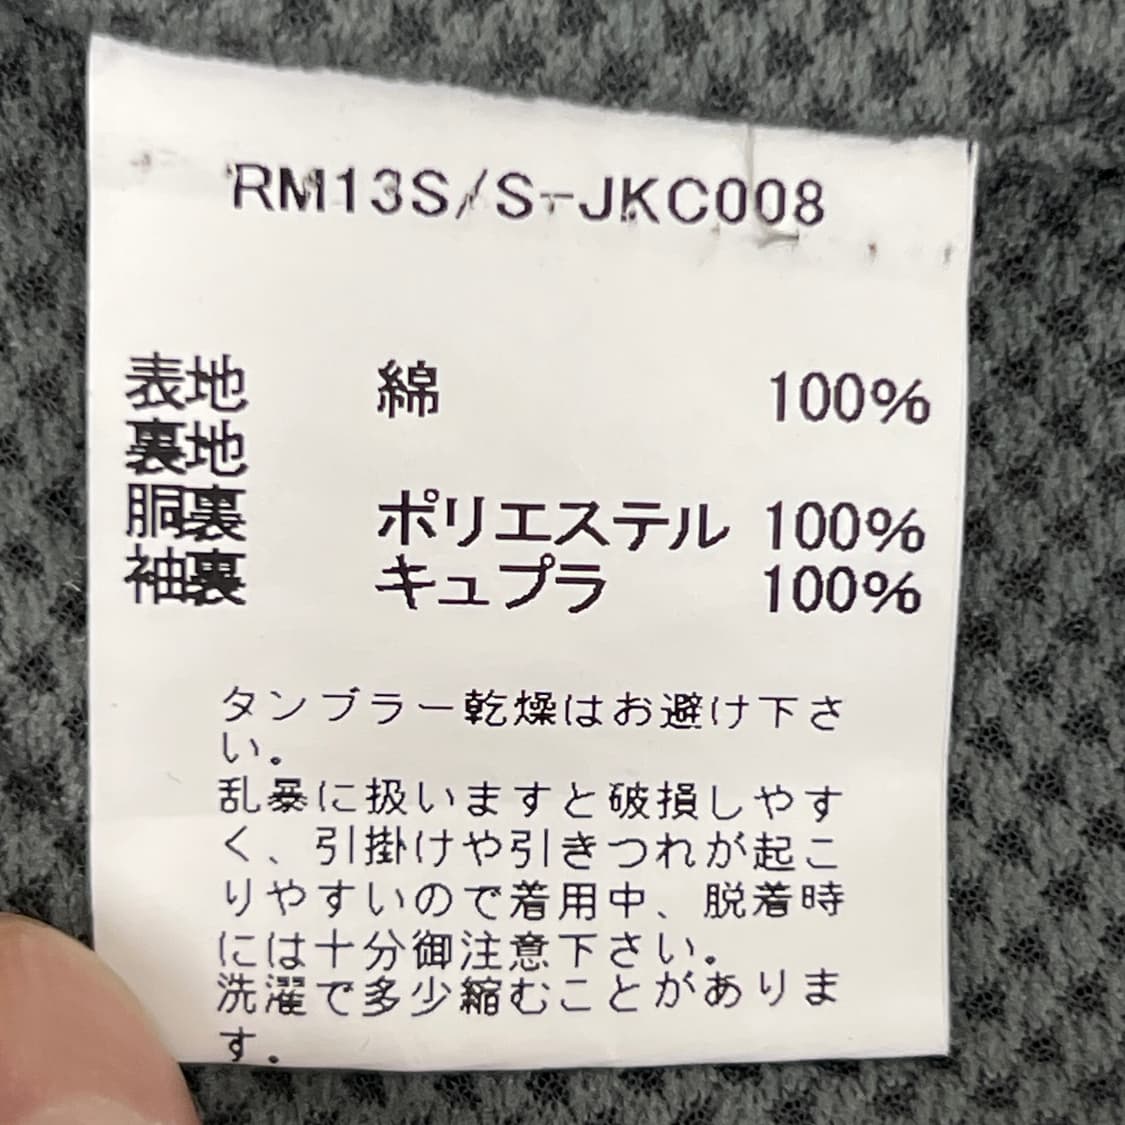 RM13S/S-JKC008
表地 綿 100%
裏地
胴裏 ポリエステル 100%
袖裏 キュプラ 100%
タンブラー乾燥はお避け下さ
い。
乱暴に扱いますと破損しやす
く、引掛けや引きつれが起こ
りやすいので着用中、脱着時
には十分御注意下さい。
洗濯で多少縮むことがありま
す。